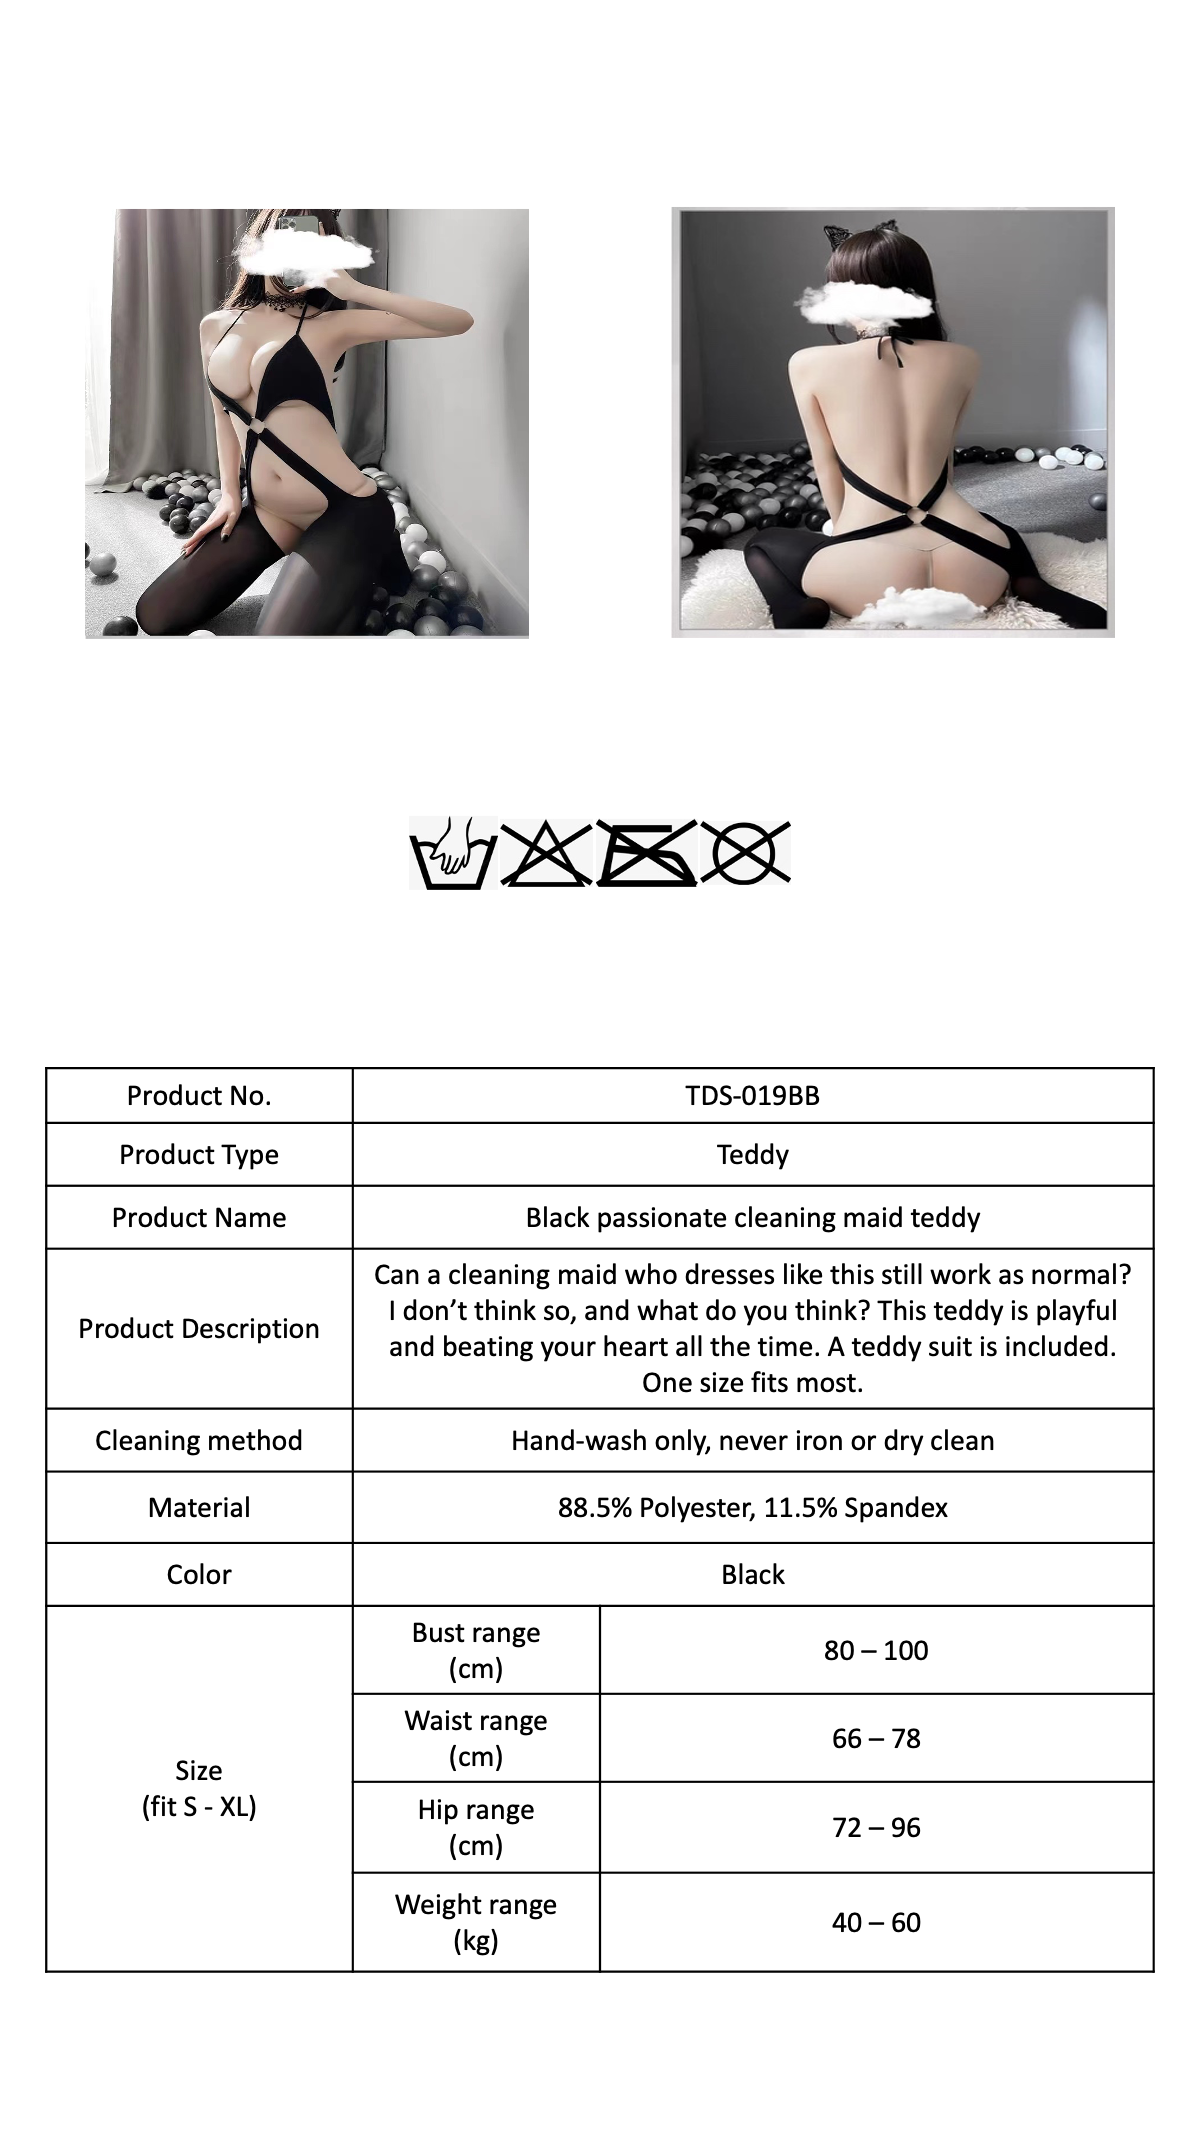 Product No.
TDS-019BB
Product Type
Teddy
Product Name
Black passionate cleaning maid teddy
Product Description
Can a cleaning maid who dresses like this still work as normal?
I don’t think so, and what do you think? This teddy is playful
and beating your heart all the time. A teddy suit is included.
One size fits most.
Cleaning method
Hand-wash only, never iron or dry clean
Material
88.5% Polyester, 11.5% Spandex
Color
Black
Size
(fit S - XL)
Bust range
(cm)
80 – 100
Waist range
(cm)
66 – 78
Hip range
(cm)
72 – 96
Weight range
(kg)
40 – 60